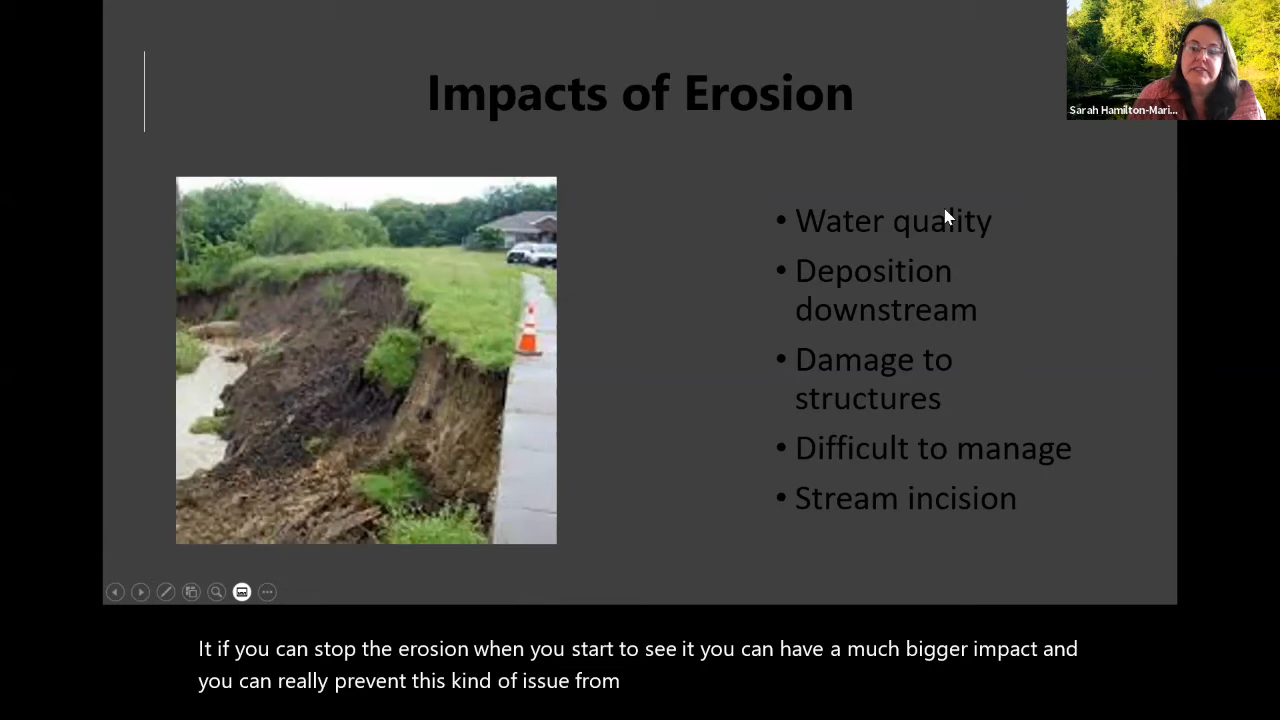 Impacts of Erosion
Sarah Hamilton-Mari...
• Water quality
• Deposition
downstream
• Damage to
structures
• Difficult to manage
• Stream incision
It if you can stop the erosion when you start to see it you can have a much bigger impact and
you can really prevent this kind of issue from